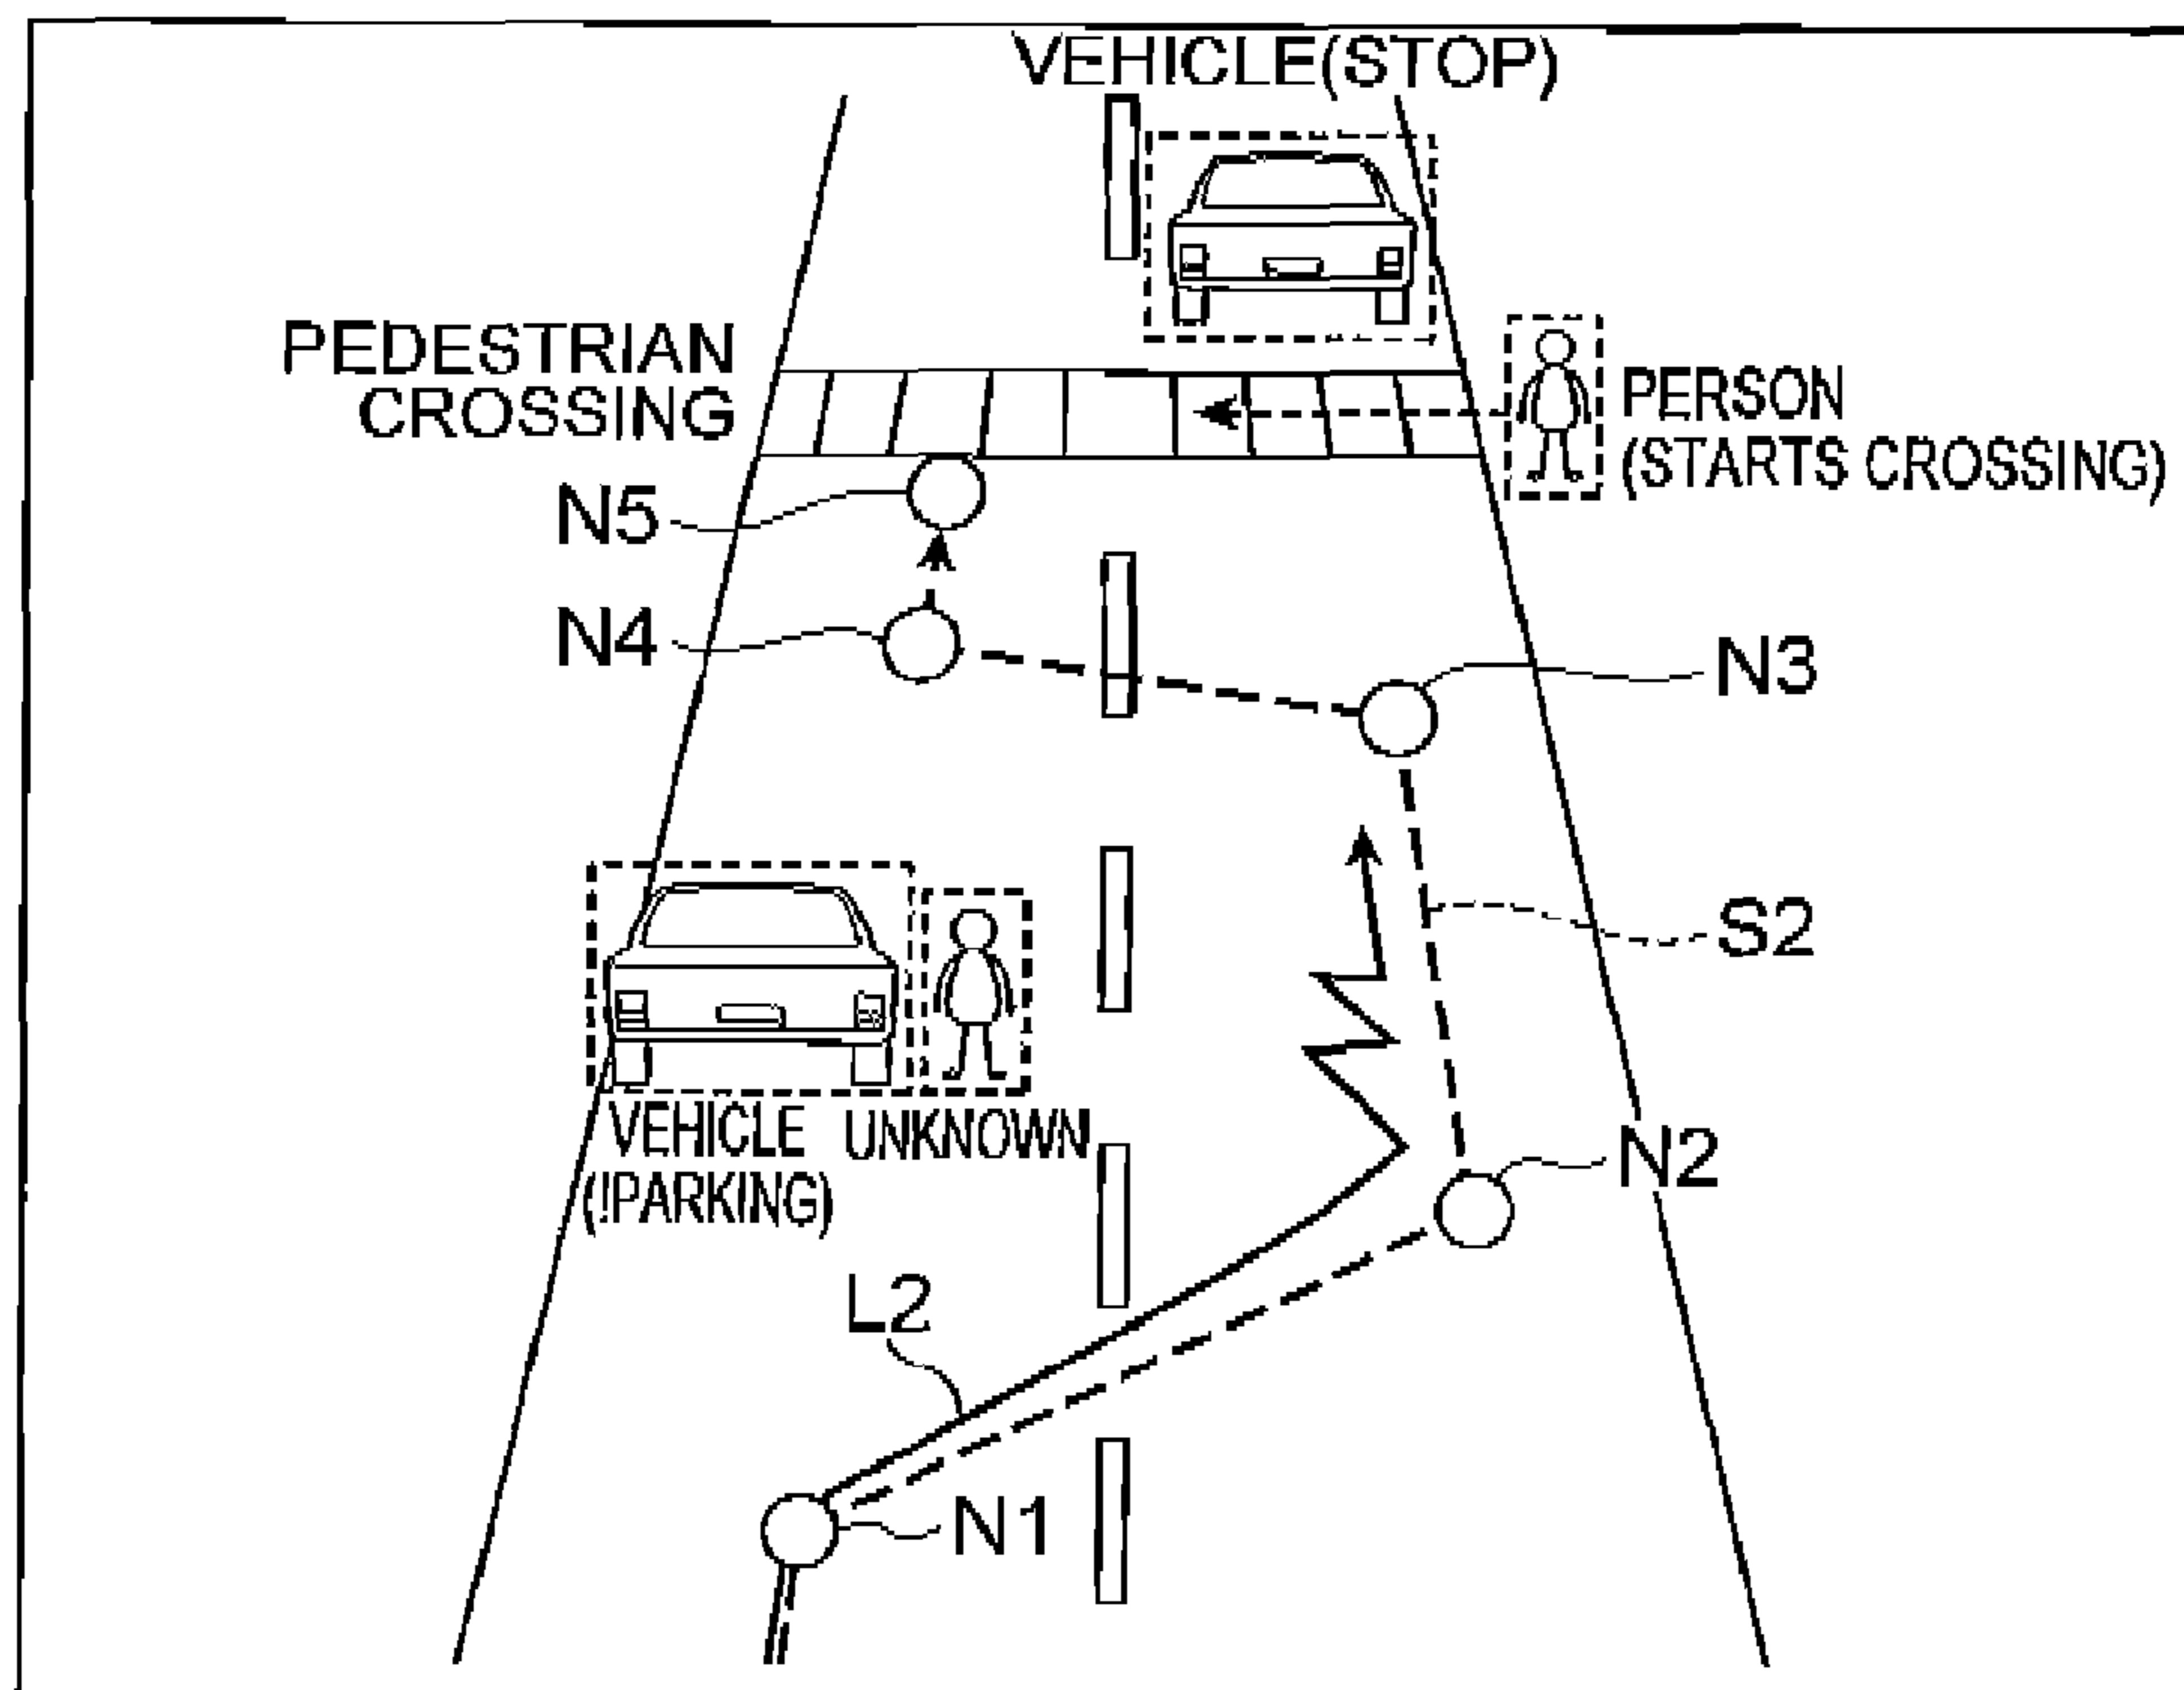 VEHICLE(STOP)
PEDESTRIAN
CROSSING
PERSON
(STARTS CROSSING)
N5
N4
N3
S2
VEHICLE UNKNOWN
(!PARKING)
N2
L2
N1